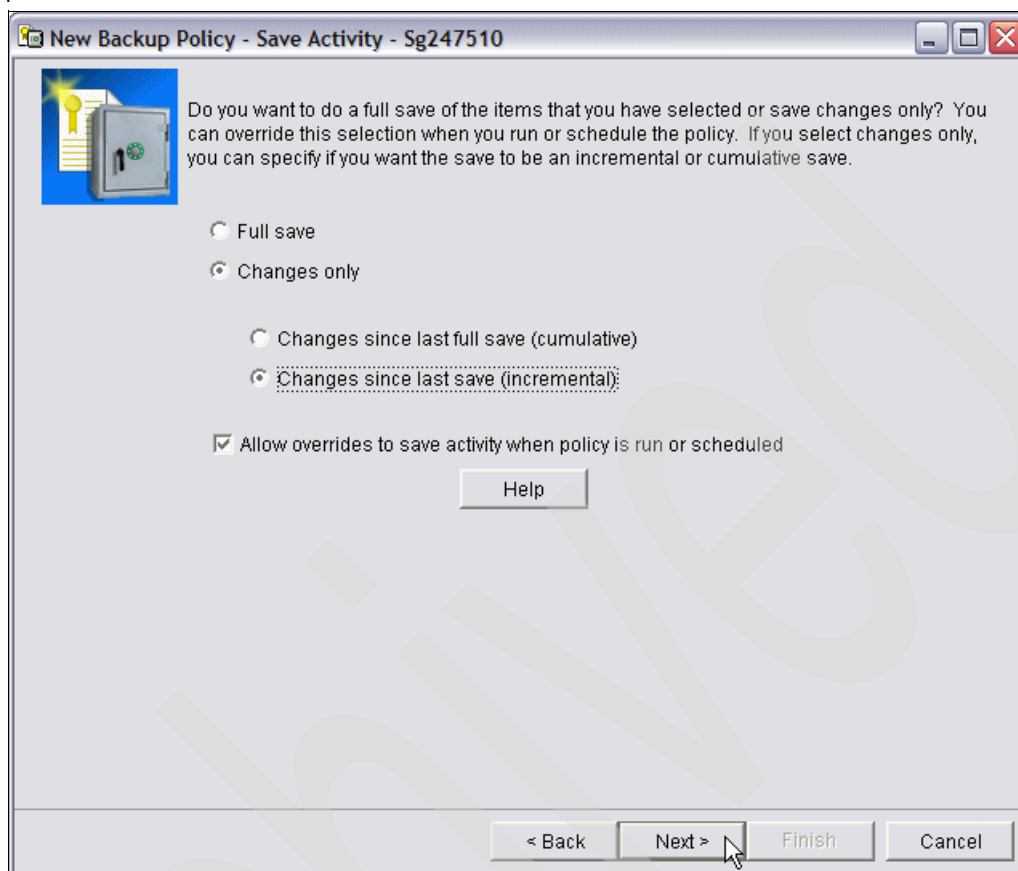 New Backup Policy - Save Activity - Sg247510
Do you want to do a full save of the items that you have selected or save changes only? You
can override this selection when you run or schedule the policy. If you select changes only,
you can specify if you want the save to be an incremental or cumulative save.
Full save
Changes only
Changes since last full save (cumulative)
Changes since last save (incremental)
Allow overrides to save activity when policy is run or scheduled
Help
< Back Next > Finish Cancel